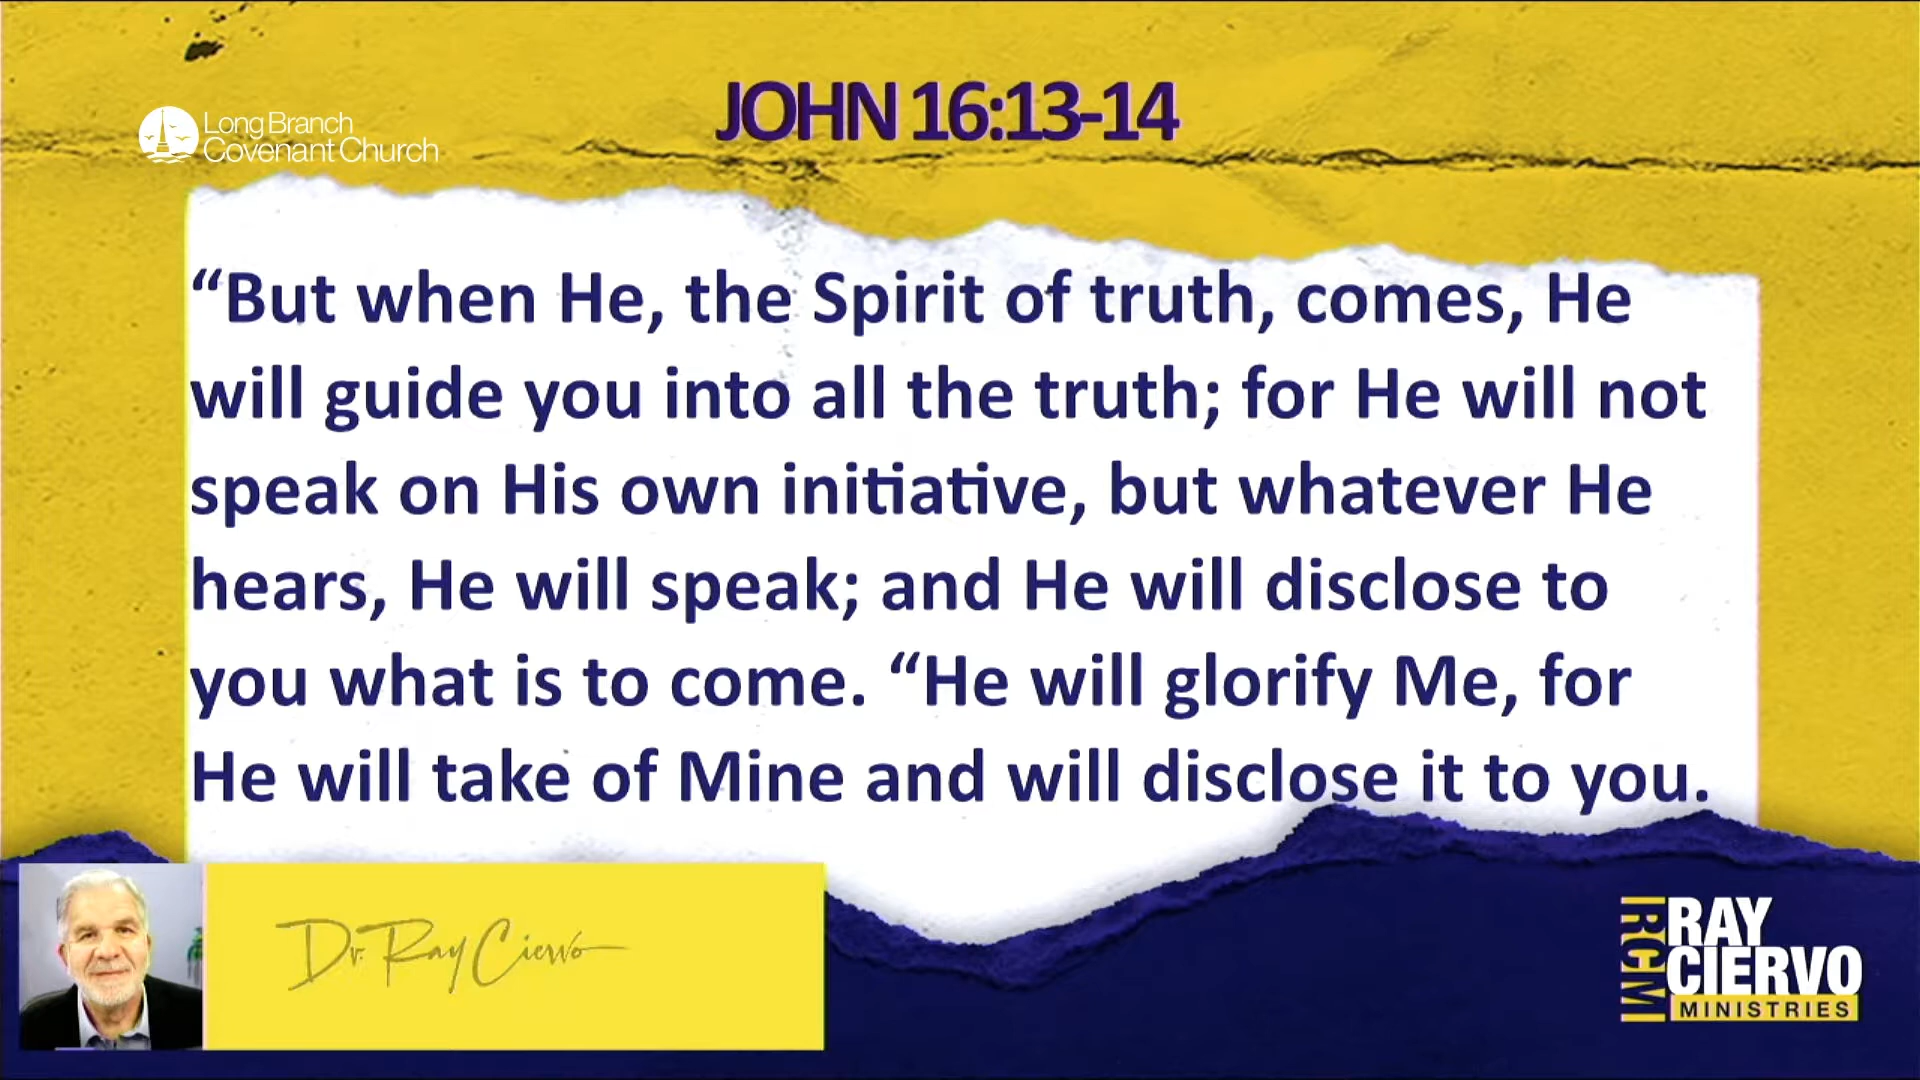 JOHN 16:13-14
Long Branch
Covenant Church
“But when He, the Spirit of truth, comes, He
will guide you into all the truth; for He will not
speak on His own initiative, but whatever He
hears, He will speak; and He will disclose to
you what is to come. “He will glorify Me, for
He will take of Mine and will disclose it to you.
Dr. Ray Ciervo
RCM
RAY
CIERVO
MINISTRIES